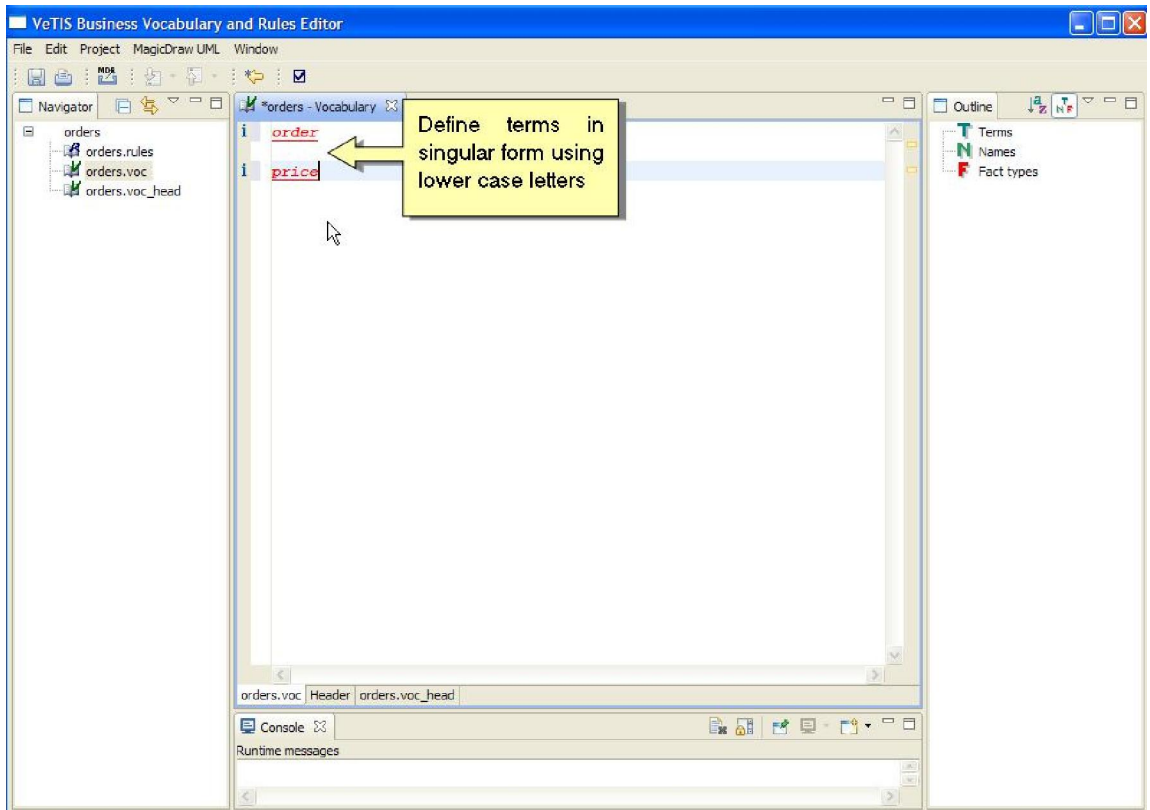 VeTIS Business Vocabulary and Rules Editor
File Edit Project MagicDraw UML Window
MDR
Navigator
orders
orders.rules
orders.voc
orders.voc_head
*orders - Vocabulary
i order
i price
Define terms in
singular form using
lower case letters
orders.voc Header orders.voc_head
Console
Runtime messages
Outline
T Terms
N Names
F Fact types